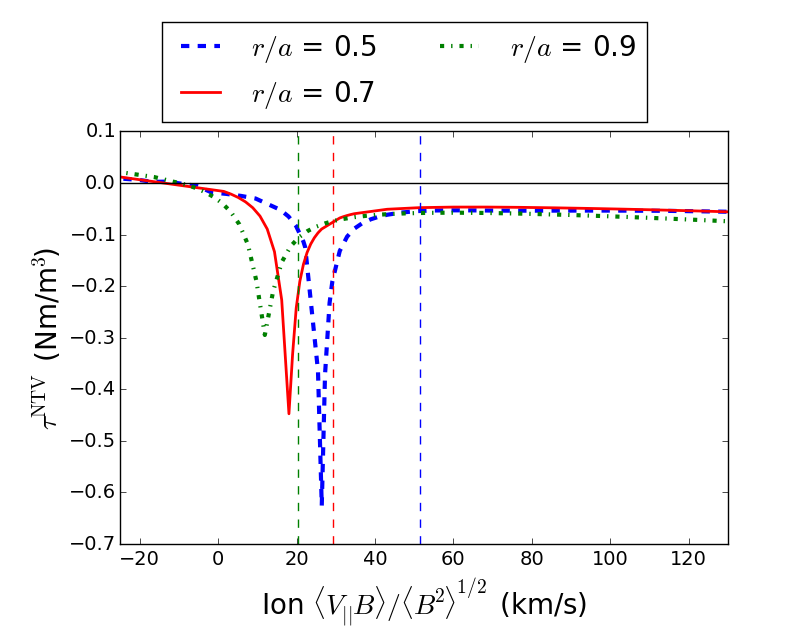 r/a = 0.5 r/a = 0.9
r/a = 0.7
0.1
0.0
−0.1
−0.2
−0.3
−0.4
−0.5
−0.6
−0.7
τ^NTV (Nm/m³)
−20 0 20 40 60 80 100 120
Ion ⟨V_||B⟩/⟨B²⟩^1/2 (km/s)